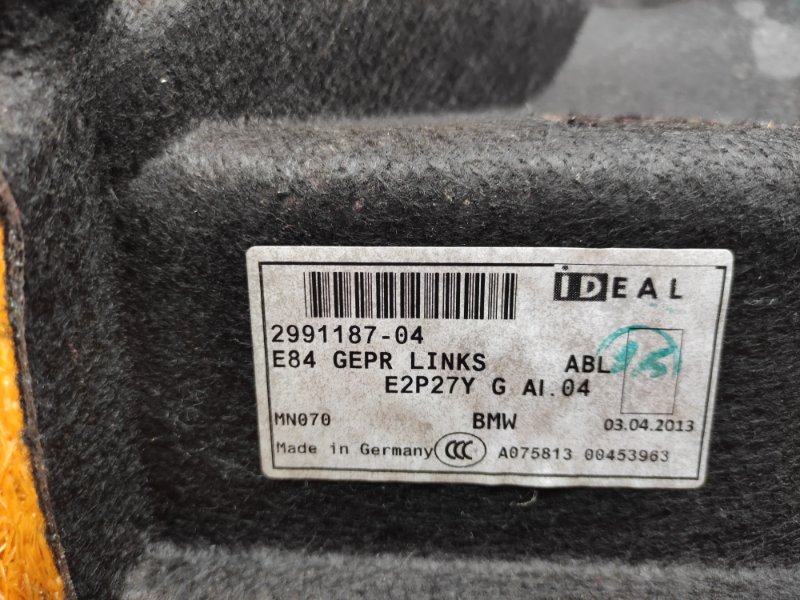 iDEAL
2991187-04
E84 GEPR LINKS ABL
E2P27Y G AI.04
MN070 BMW 03.04.2013
Made in Germany CCC A075813 00453963